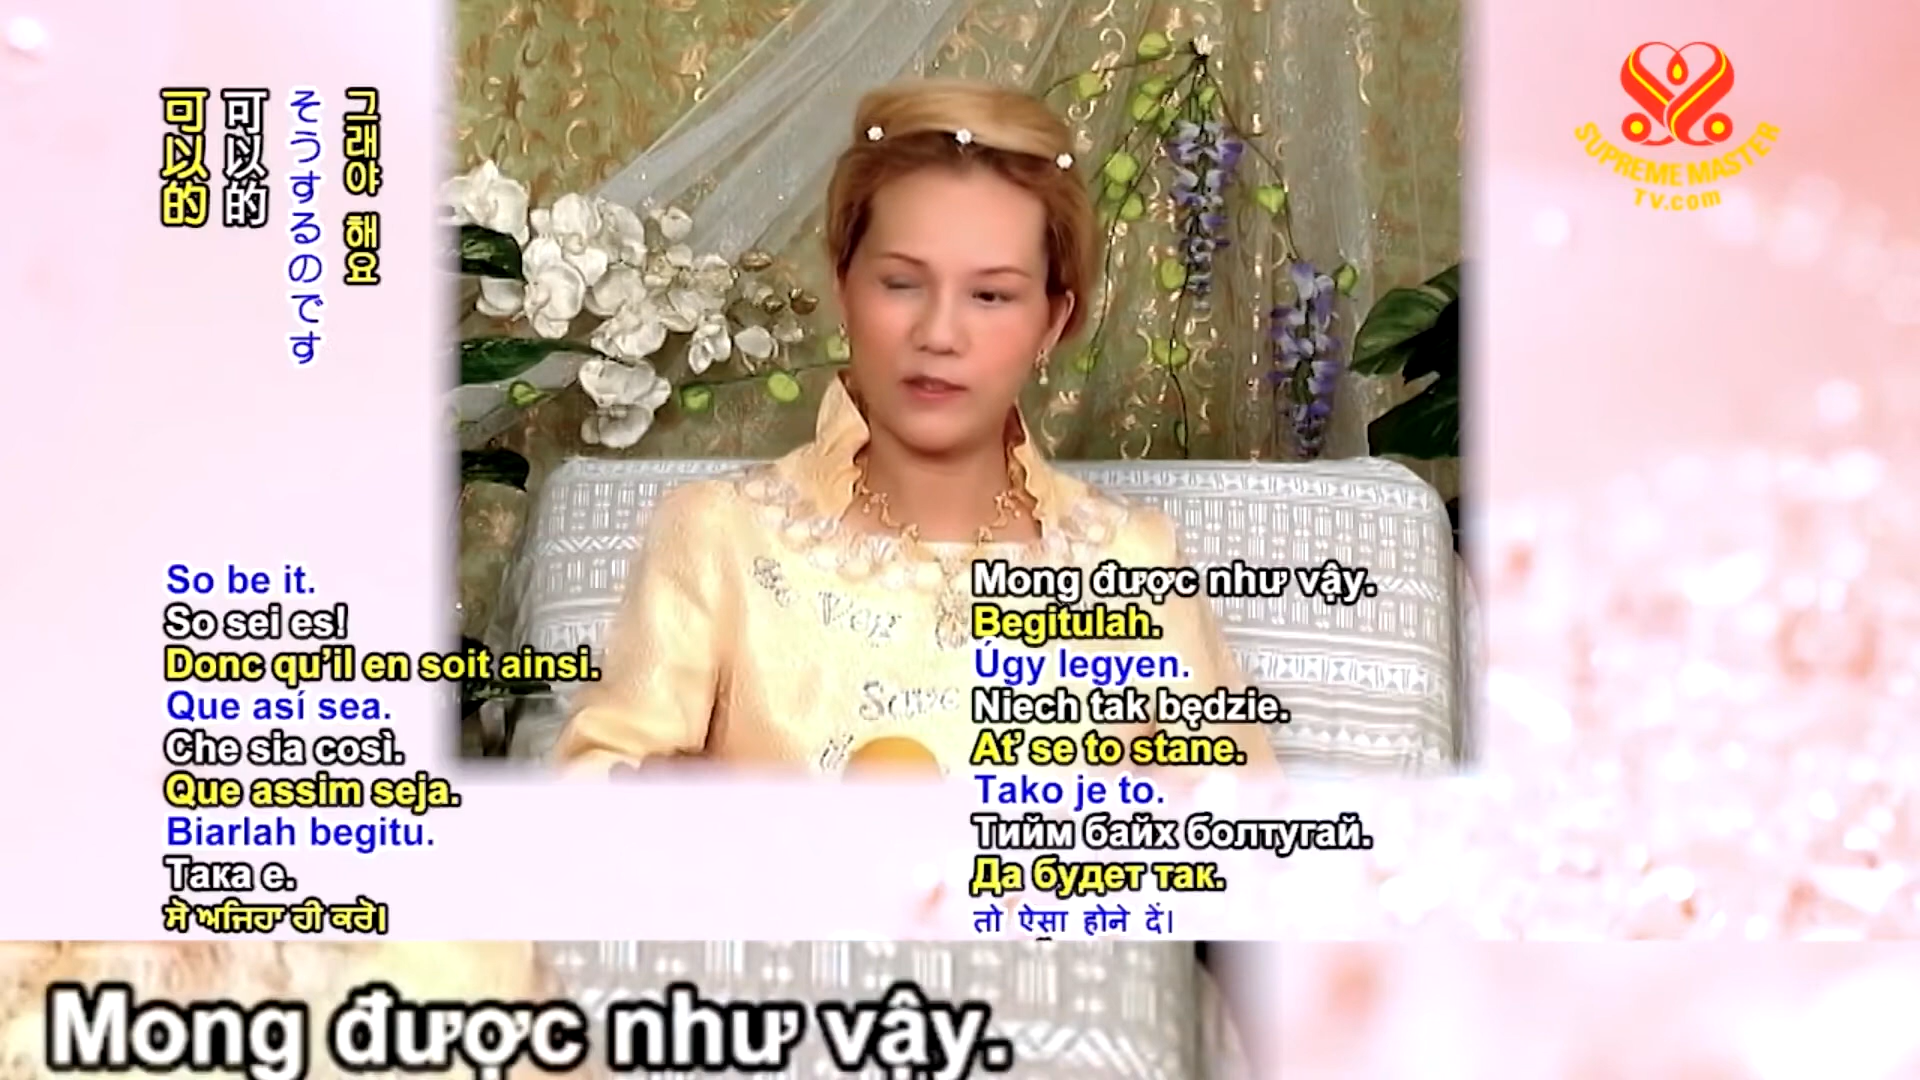 可以的
可以的
そうするのです
그래야 해요
SUPREME MASTER
TV.com
So be it.
So sei es!
Donc qu'il en soit ainsi.
Que así sea.
Che sia così.
Que assim seja.
Biarlah begitu.
Така е.
ਸੋ ਅਜਿਹਾ ਹੀ ਕਰੋ।
Mong được như vậy.
Begitulah.
Úgy legyen.
Niech tak będzie.
Ať se to stane.
Tako je to.
Тийм байх болтугай.
Да будет так.
तो ऐसा होने दें।
Save
Mong được như vậy.